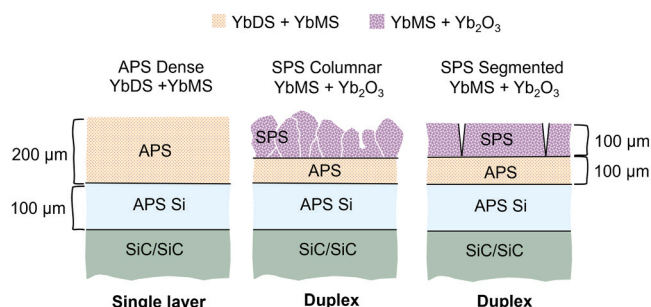 YbDS + YbMS
YbMS + Yb₂O₃
APS Dense
YbDS +YbMS
SPS Columnar
YbMS + Yb₂O₃
SPS Segmented
YbMS + Yb₂O₃
200 µm
100 µm
APS
APS Si
SiC/SiC
SPS
APS
APS Si
SiC/SiC
SPS
APS
APS Si
SiC/SiC
100 µm
100 µm
Single layer
Duplex
Duplex